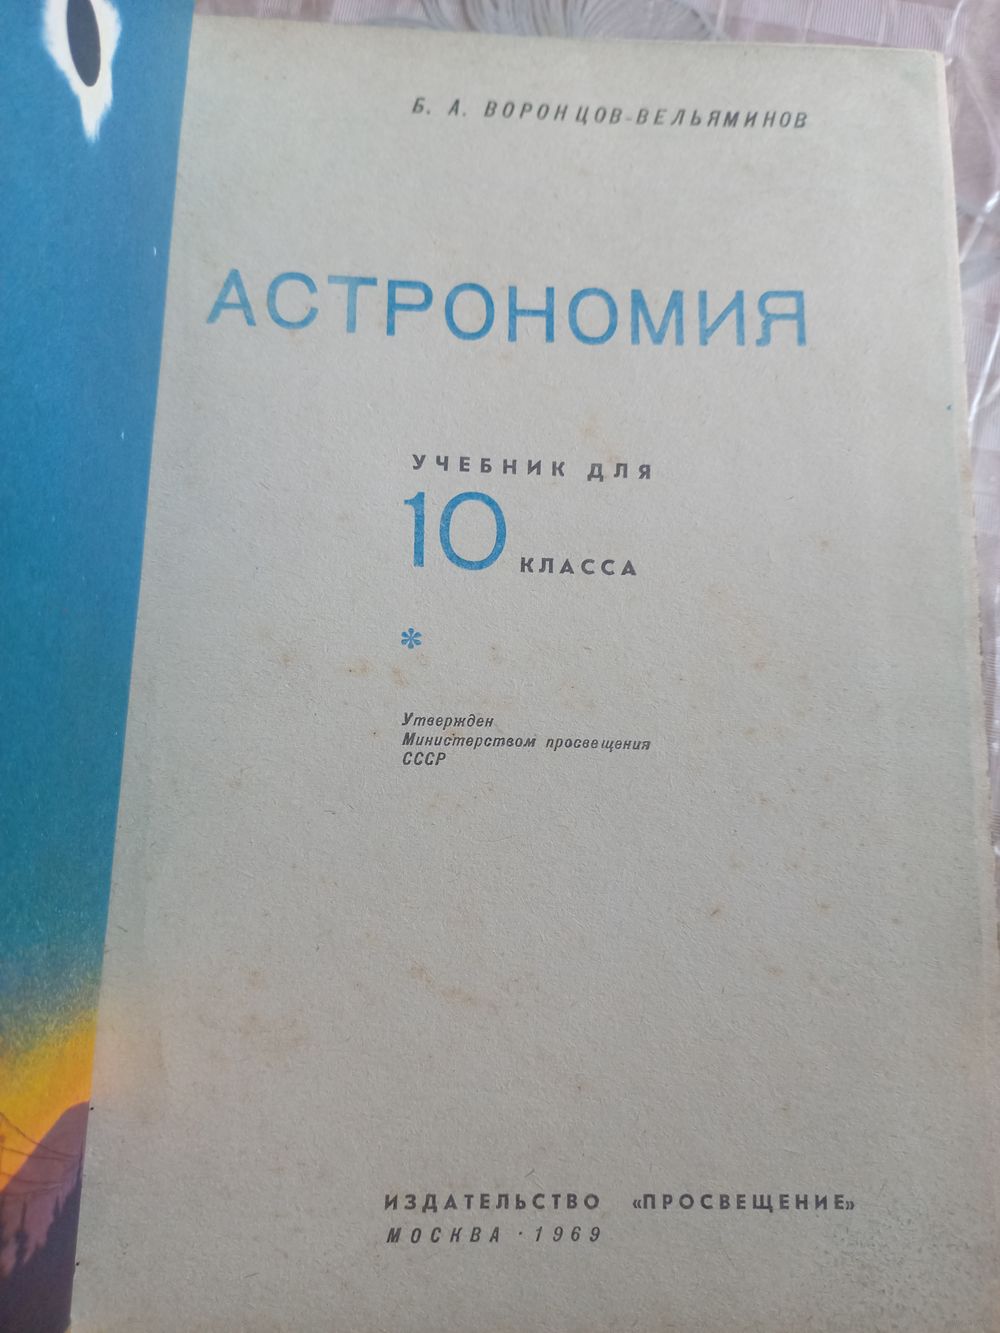 Б. А. ВОРОНЦОВ-ВЕЛЬЯМИНОВ
АСТРОНОМИЯ
УЧЕБНИК ДЛЯ
10 КЛАССА
*
Утвержден
Министерством просвещения
СССР
ИЗДАТЕЛЬСТВО «ПРОСВЕЩЕНИЕ»
МОСКВА · 1969